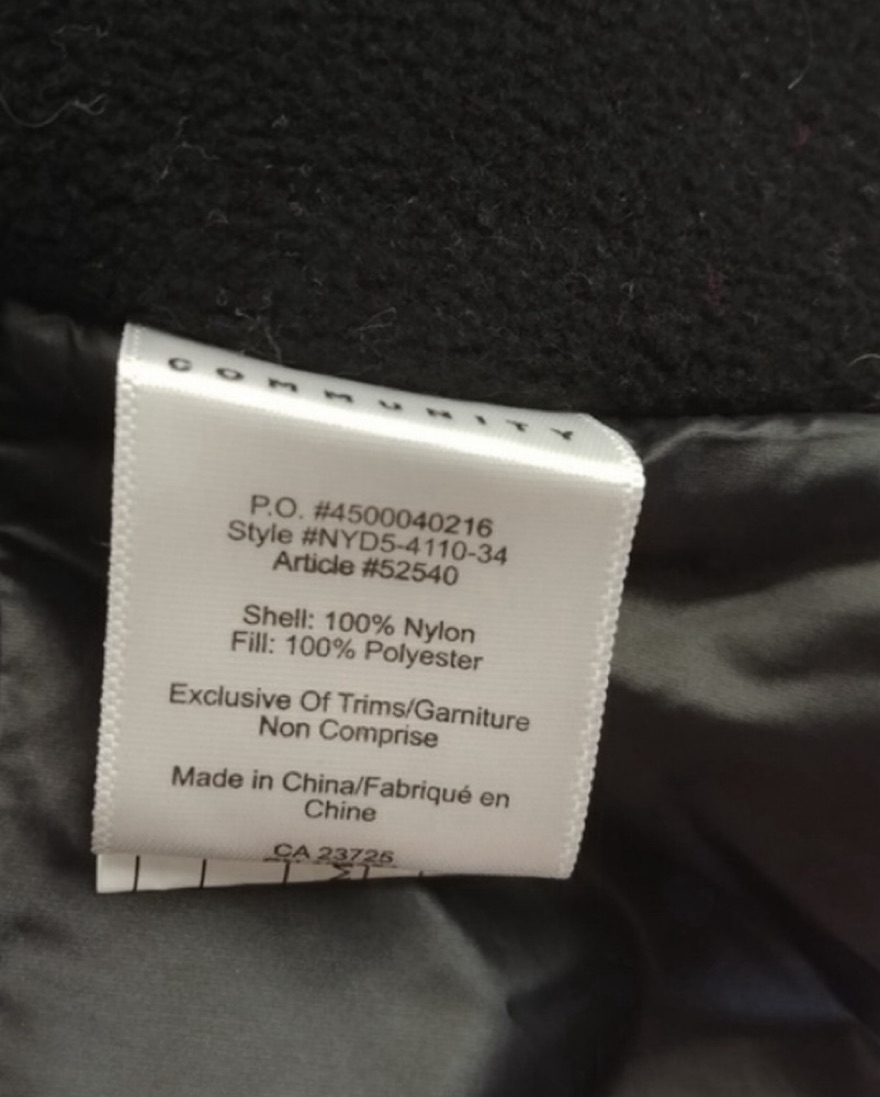 COMMUNITY
P.O. #4500040216
Style #NYD5-4110-34
Article #52540
Shell: 100% Nylon
Fill: 100% Polyester
Exclusive Of Trims/Garniture
Non Comprise
Made in China/Fabriqué en
Chine
CA 23725